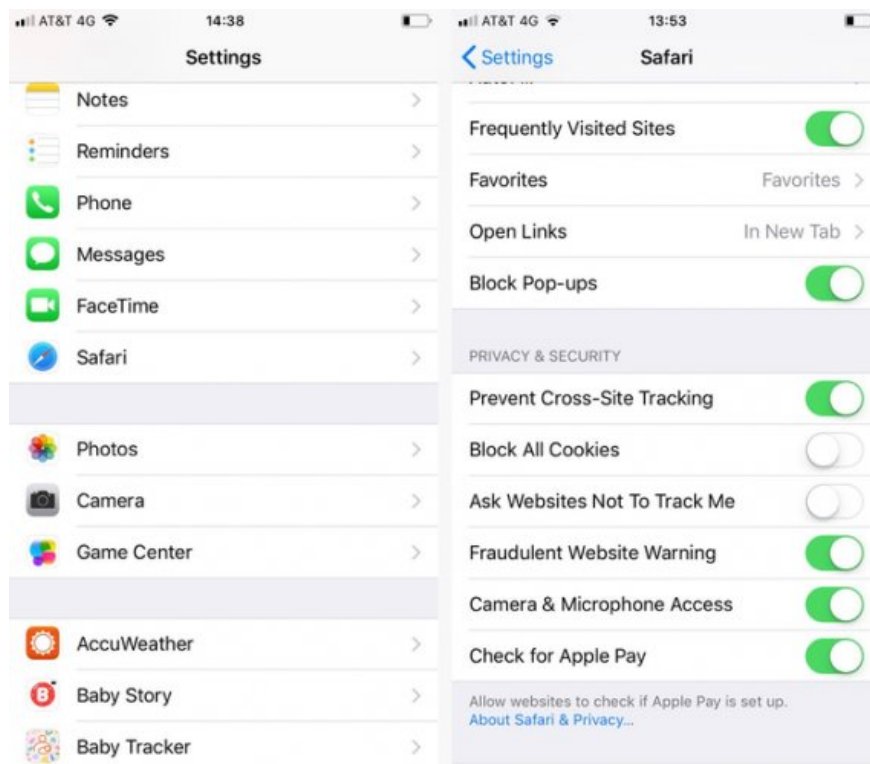 AT&T 4G 14:38
Settings
Notes
Reminders
Phone
Messages
FaceTime
Safari
Photos
Camera
Game Center
AccuWeather
Baby Story
Baby Tracker
AT&T 4G 13:53
Settings Safari
Frequently Visited Sites
Favorites Favorites
Open Links In New Tab
Block Pop-ups
PRIVACY & SECURITY
Prevent Cross-Site Tracking
Block All Cookies
Ask Websites Not To Track Me
Fraudulent Website Warning
Camera & Microphone Access
Check for Apple Pay
Allow websites to check if Apple Pay is set up.
About Safari & Privacy...